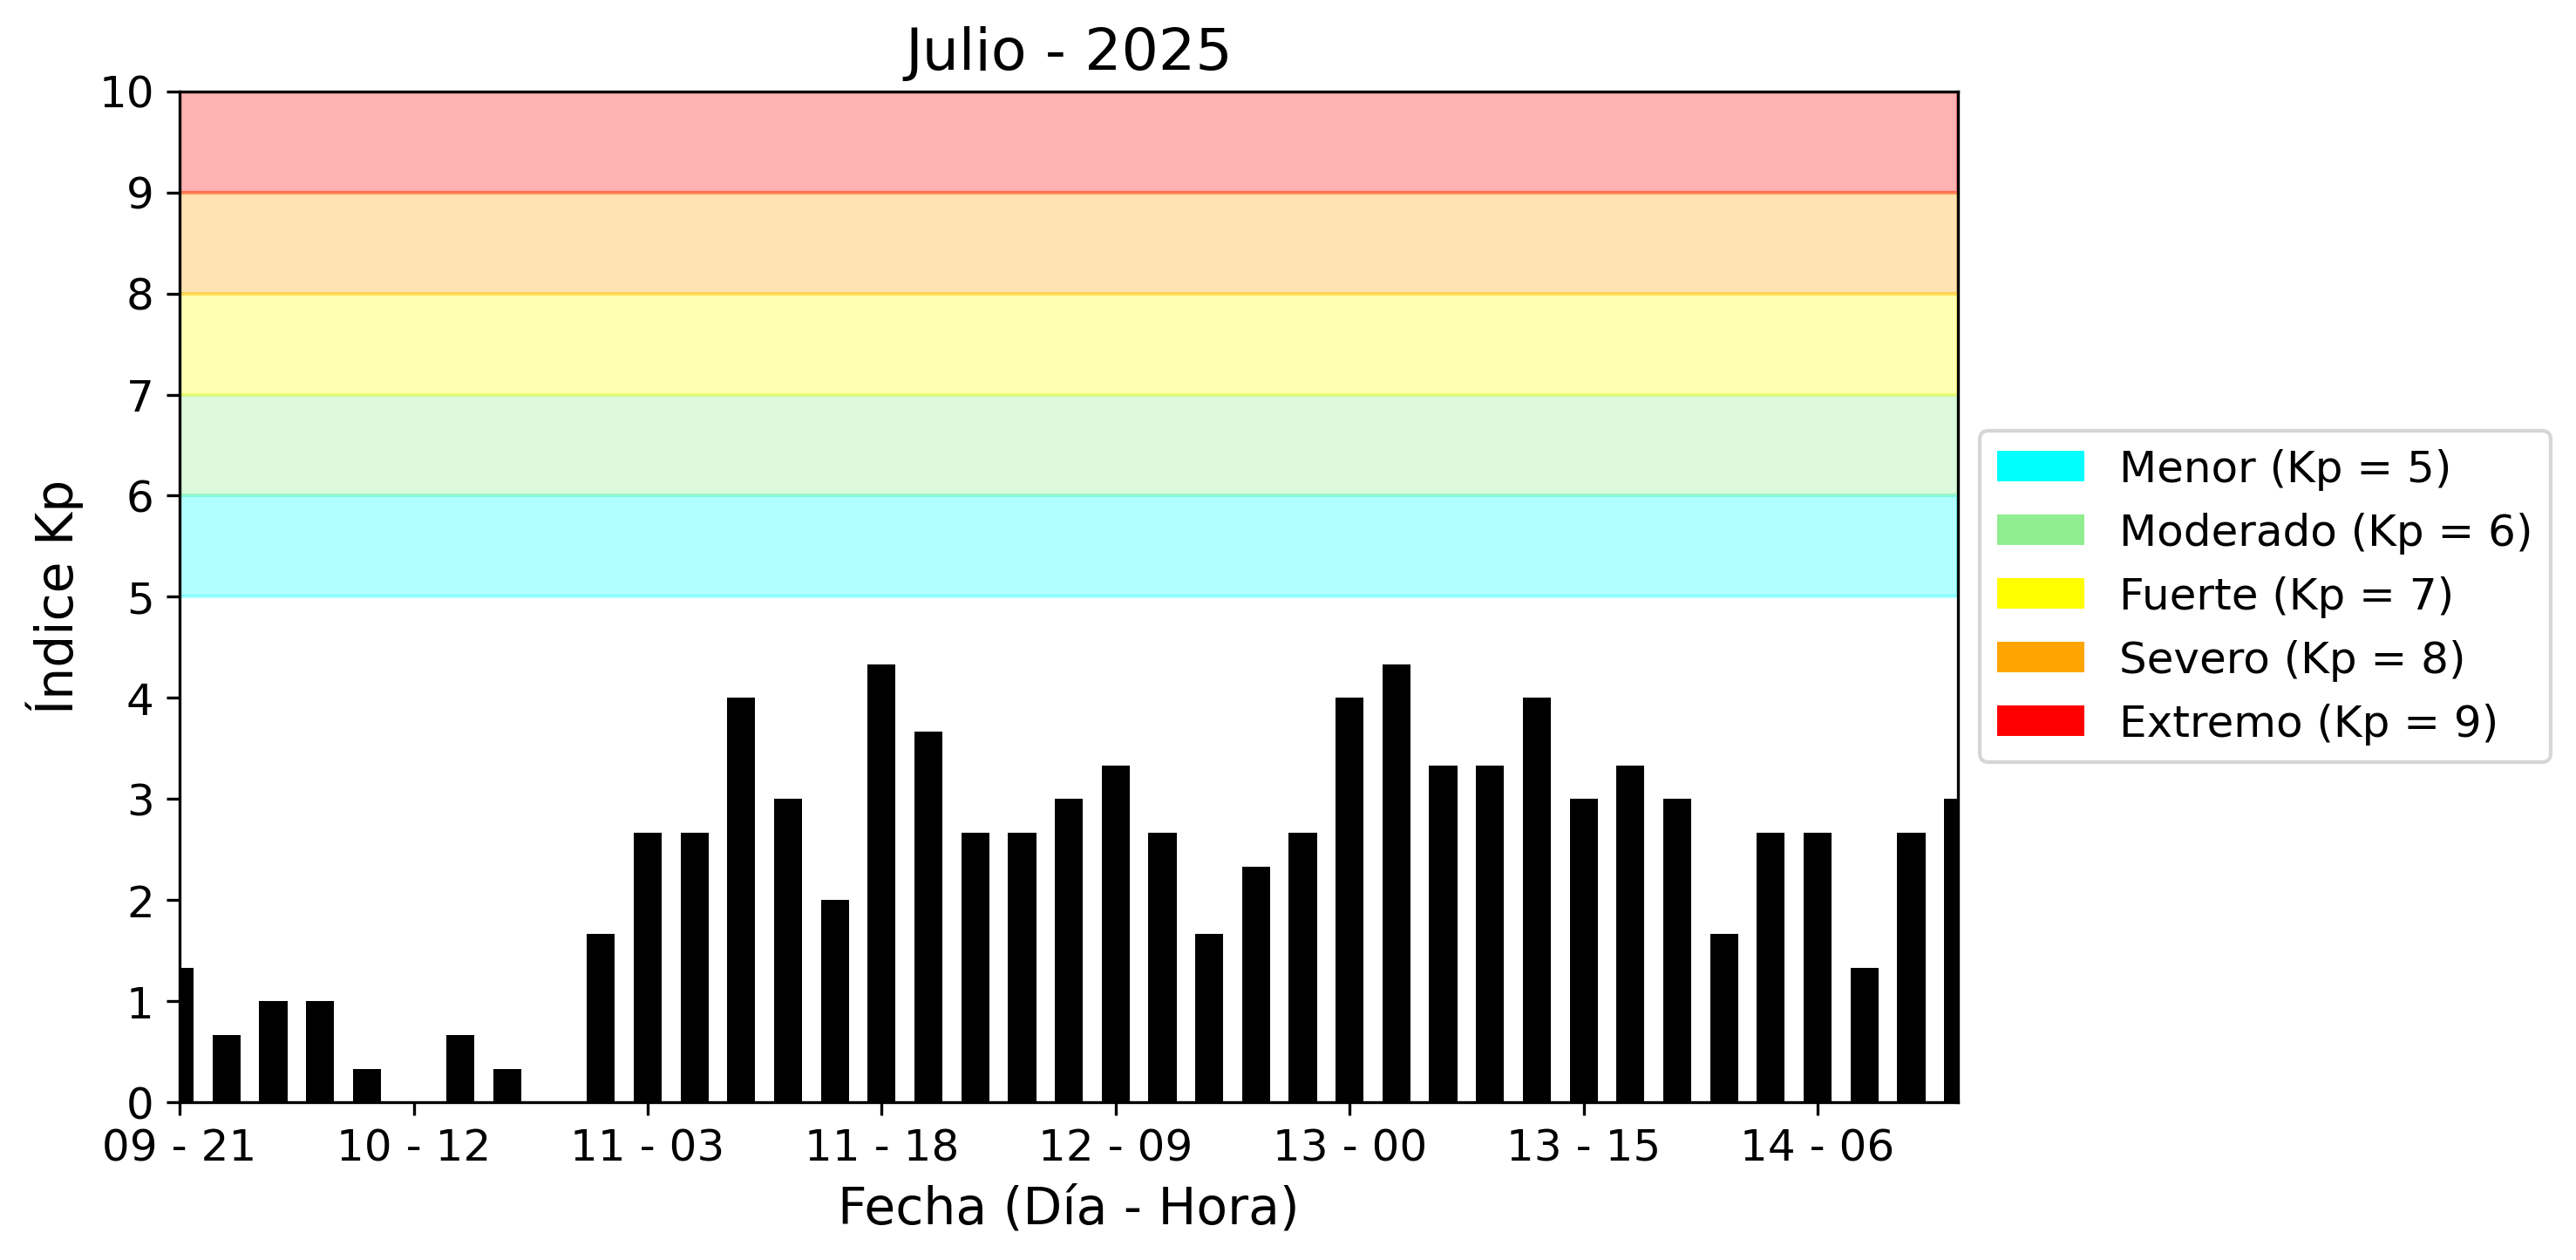 Julio - 2025
10
9
8
7
6
5
4
3
2
1
0
Índice Kp
09 - 21
10 - 12
11 - 03
11 - 18
12 - 09
13 - 00
13 - 15
14 - 06
Fecha (Día - Hora)
Menor (Kp = 5)
Moderado (Kp = 6)
Fuerte (Kp = 7)
Severo (Kp = 8)
Extremo (Kp = 9)